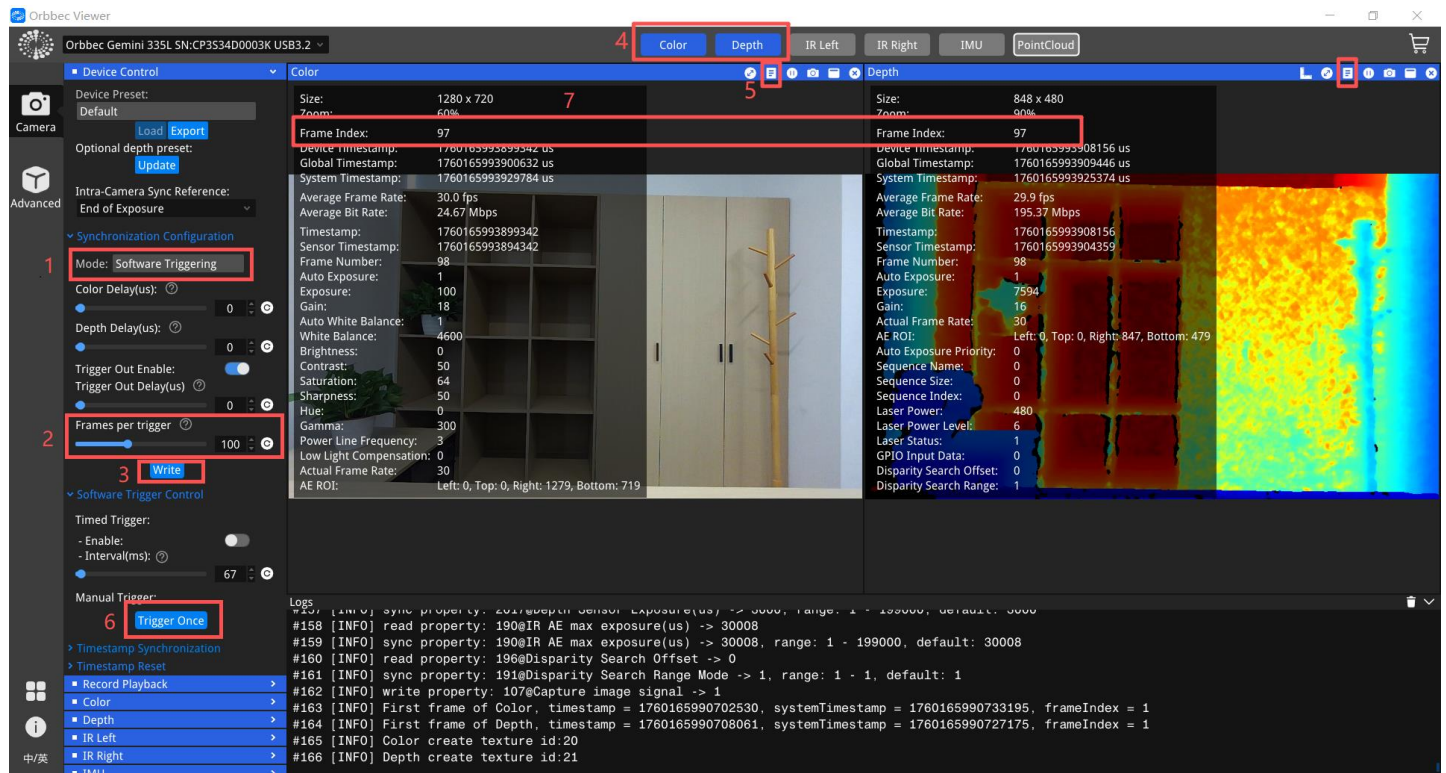 Orbbec Viewer
Orbbec Gemini 335L SN:CP3S34D0003K USB3.2
4
Color
Depth
IR Left
IR Right
IMU
PointCloud
Camera
Advanced
中/英
Device Control
Device Preset:
Default
Load Export
Optional depth preset:
Update
Intra-Camera Sync Reference:
End of Exposure
Synchronization Configuration
1
Mode: Software Triggering
Color Delay(us):
0
Depth Delay(us):
0
Trigger Out Enable:
Trigger Out Delay(us)
0
2
Frames per trigger
100
3
Write
Software Trigger Control
Timed Trigger:
- Enable:
- Interval(ms):
67
Manual Trigger:
6
Trigger Once
Timestamp Synchronization
Timestamp Reset
Record Playback
Color
Depth
IR Left
IR Right
IMU
Color
5
7
Size: 1280 x 720
Zoom: 60%
Frame Index: 97
Device Timestamp: 1760165993899342 us
Global Timestamp: 1760165993900632 us
System Timestamp: 1760165993929784 us
Average Frame Rate: 30.0 fps
Average Bit Rate: 24.67 Mbps
Timestamp: 1760165993899342
Sensor Timestamp: 1760165993894342
Frame Number: 98
Auto Exposure: 1
Exposure: 100
Gain: 18
Auto White Balance: 1
White Balance: 4600
Brightness: 0
Contrast: 50
Saturation: 64
Sharpness: 50
Hue: 0
Gamma: 300
Power Line Frequency: 3
Low Light Compensation: 0
Actual Frame Rate: 30
AE ROI: Left: 0, Top: 0, Right: 1279, Bottom: 719
Depth
Size: 848 x 480
Zoom: 90%
Frame Index: 97
Device Timestamp: 1760165993908156 us
Global Timestamp: 1760165993909446 us
System Timestamp: 1760165993925374 us
Average Frame Rate: 29.9 fps
Average Bit Rate: 195.37 Mbps
Timestamp: 1760165993908156
Sensor Timestamp: 1760165993904359
Frame Number: 98
Auto Exposure: 1
Exposure: 7594
Gain: 16
Actual Frame Rate: 30
AE ROI: Left: 0, Top: 0, Right: 847, Bottom: 479
Auto Exposure Priority: 0
Sequence Name: 0
Sequence Size: 0
Sequence Index: 0
Laser Power: 480
Laser Power Level: 6
Laser Status: 1
GPIO Input Data: 0
Disparity Search Offset: 0
Disparity Search Range: 1
Logs
#158 [INFO] read property: 190@IR AE max exposure(us) -> 30008
#159 [INFO] sync property: 190@IR AE max exposure(us) -> 30008, range: 1 - 199000, default: 30008
#160 [INFO] read property: 196@Disparity Search Offset -> 0
#161 [INFO] sync property: 191@Disparity Search Range Mode -> 1, range: 1 - 1, default: 1
#162 [INFO] write property: 107@Capture image signal -> 1
#163 [INFO] First frame of Color, timestamp = 1760165990702530, systemTimestamp = 1760165990733195, frameIndex = 1
#164 [INFO] First frame of Depth, timestamp = 1760165990708061, systemTimestamp = 1760165990727175, frameIndex = 1
#165 [INFO] Color create texture id:20
#166 [INFO] Depth create texture id:21